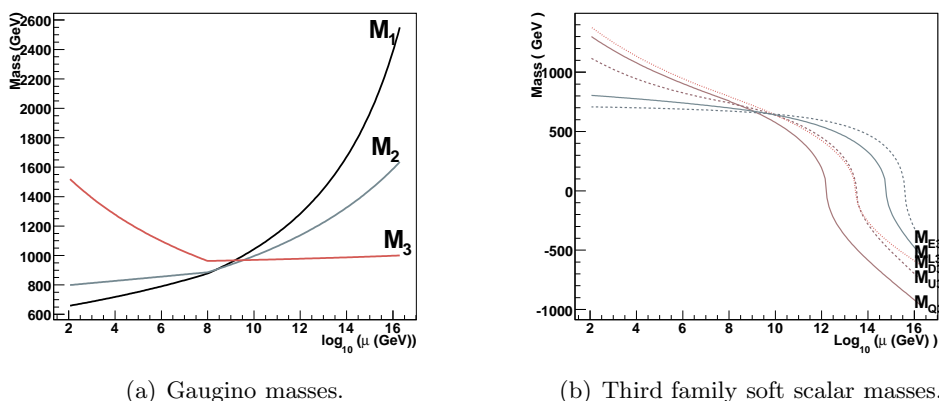 Mass (GeV)
2600
2400
2200
2000
1800
1600
1400
1200
1000
800
600
M1
M2
M3
2 4 6 8 10 12 14 16
log10 (μ (GeV))
(a) Gaugino masses.
Mass ( GeV )
1000
500
0
-500
-1000
ME
ML3
MD
MU
MQ
2 4 6 8 10 12 14 16
Log10 (μ (GeV) )
(b) Third family soft scalar masses.